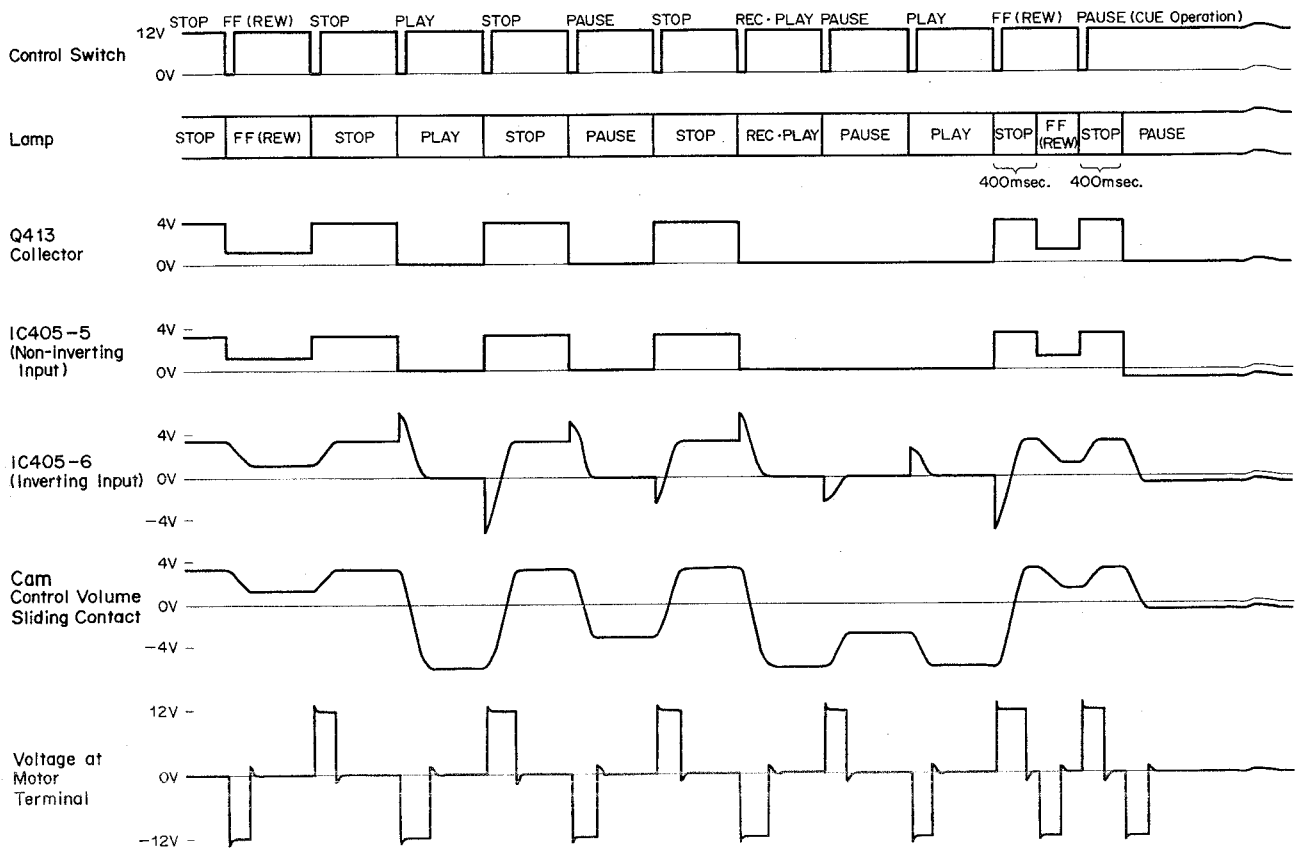 STOP FF (REW) STOP PLAY STOP PAUSE STOP REC·PLAY PAUSE PLAY FF (REW) PAUSE (CUE Operation)
12V
Control Switch
0V
Lamp
STOP FF (REW) STOP PLAY STOP PAUSE STOP REC·PLAY PAUSE PLAY STOP FF (REW) STOP PAUSE
400msec. 400msec.
4V
Q413
Collector
0V
IC405-5
(Non-inverting
Input)
4V
0V
4V
IC405-6
(Inverting Input)
0V
-4V
4V
Cam
Control Volume
Sliding Contact
0V
-4V
12V
Voltage at
Motor
Terminal
0V
-12V